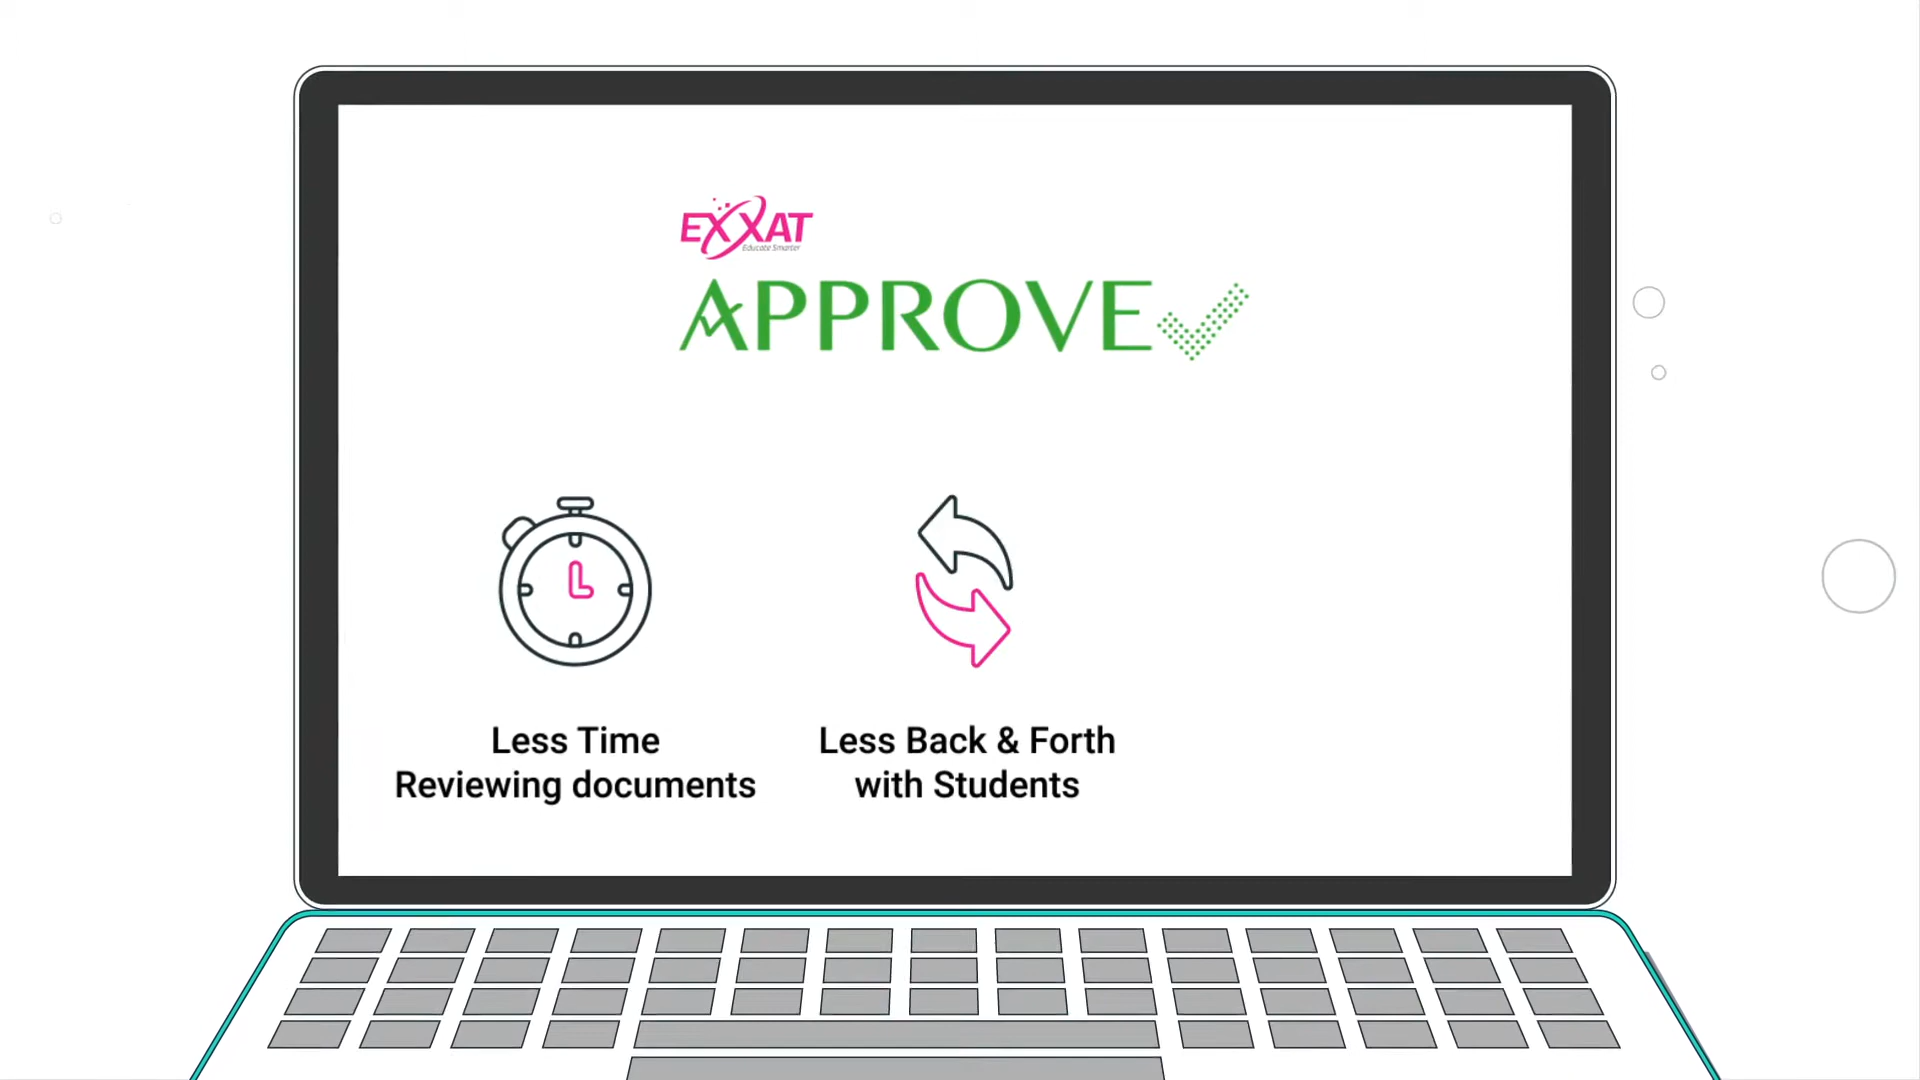 EXXAT
Educate Smarter
APPROVE
Less Time
Reviewing documents
Less Back & Forth
with Students